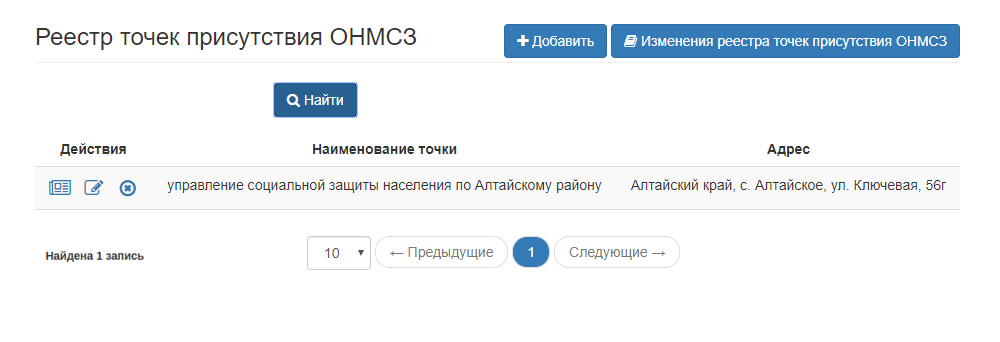 Реестр точек присутствия ОНМСЗ
Добавить
Изменения реестра точек присутствия ОНМСЗ
Найти
Действия Наименование точки Адрес
управление социальной защиты населения по Алтайскому району Алтайский край, с. Алтайское, ул. Ключевая, 56г
Найдена 1 запись 10 ← Предыдущие 1 Следующие →